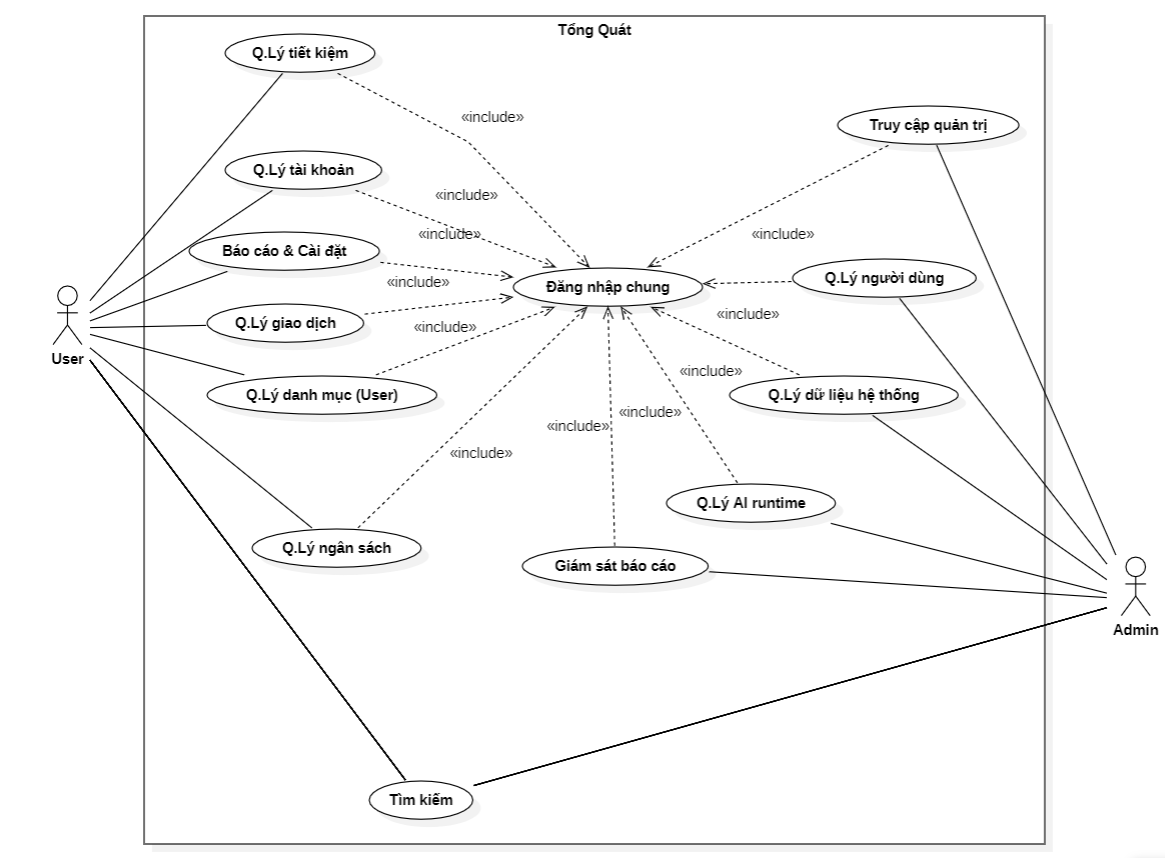 Tổng Quát
Q.Lý tiết kiệm
«include»
Truy cập quản trị
Q.Lý tài khoản
«include»
«include»
«include»
Báo cáo & Cài đặt
Q.Lý người dùng
«include»
Đăng nhập chung
«include»
Q.Lý giao dịch
«include»
User
«include»
Q.Lý danh mục (User)
Q.Lý dữ liệu hệ thống
«include»
«include»
«include»
Q.Lý AI runtime
Q.Lý ngân sách
Giám sát báo cáo
Admin
Tìm kiếm